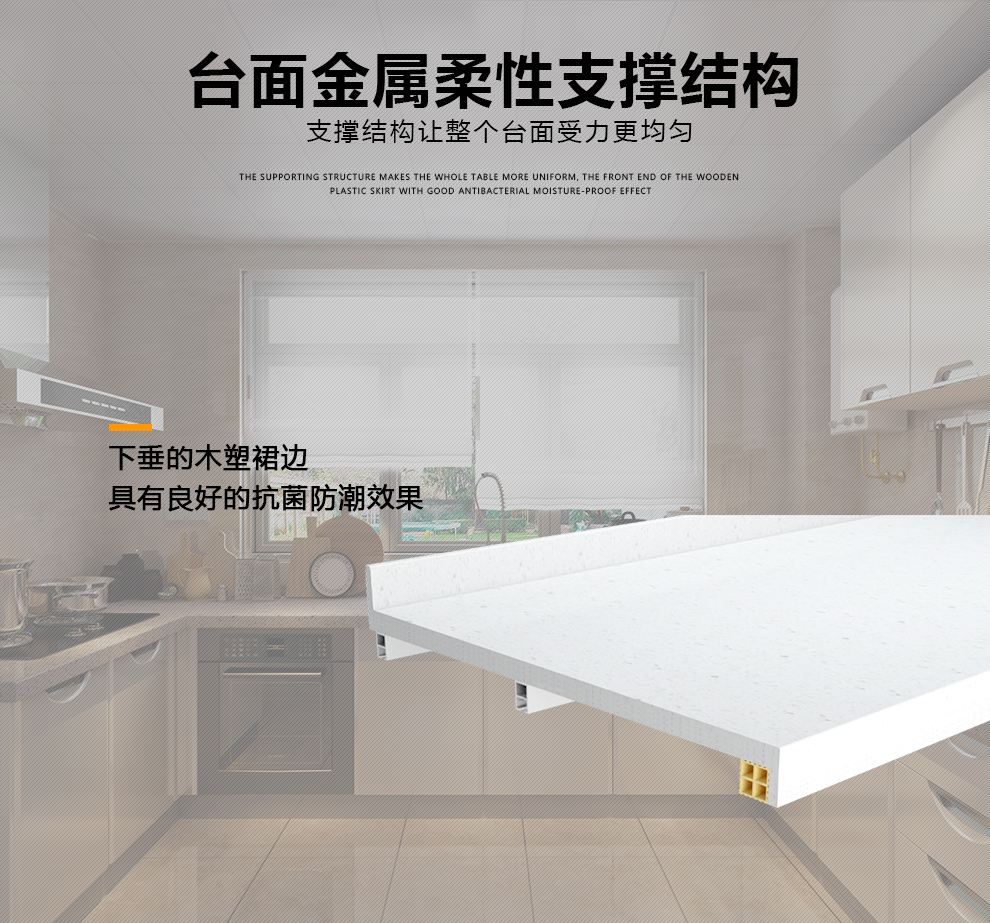 台面金属柔性支撑结构
支撑结构让整个台面受力更均匀
THE SUPPORTING STRUCTURE MAKES THE WHOLE TABLE MORE UNIFORM, THE FRONT END OF THE WOODEN
PLASTIC SKIRT WITH GOOD ANTIBACTERIAL MOISTURE-PROOF EFFECT
下垂的木塑裙边
具有良好的抗菌防潮效果